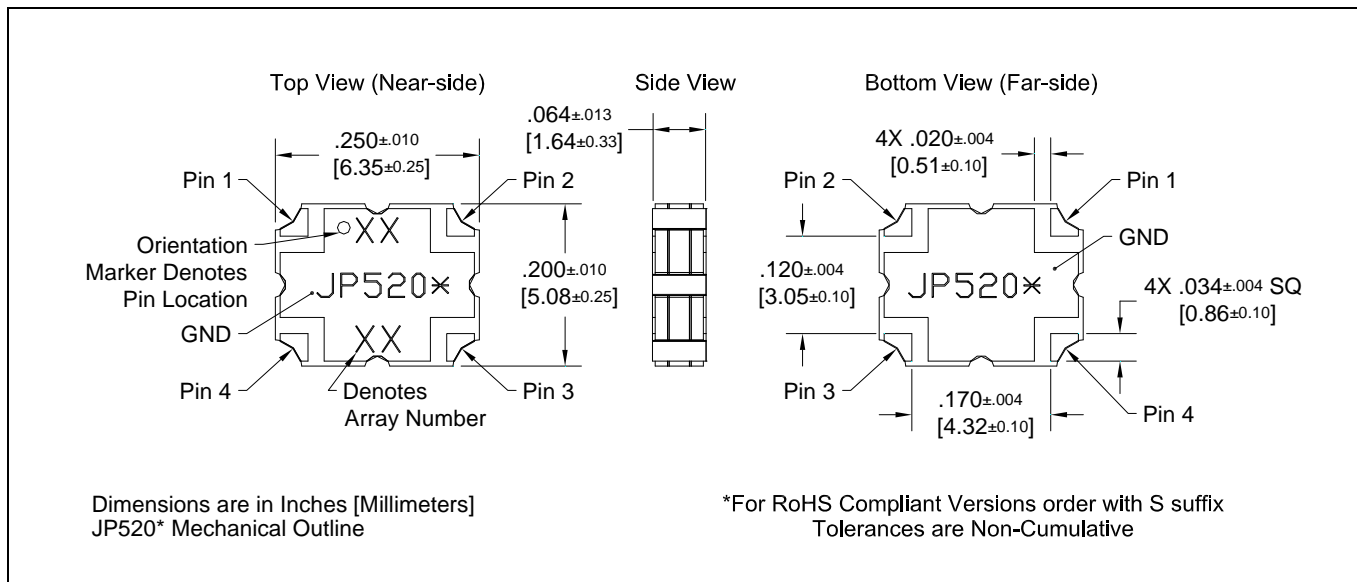 Top View (Near-side)
Side View
Bottom View (Far-side)
.250±.010
[6.35±0.25]
.064±.013
[1.64±0.33]
4X .020±.004
[0.51±0.10]
Pin 1
Pin 2
Pin 2
Pin 1
Orientation
Marker Denotes
Pin Location
XX
JP520*
XX
GND
.200±.010
[5.08±0.25]
.120±.004
[3.05±0.10]
JP520*
GND
4X .034±.004 SQ
[0.86±0.10]
Pin 4
Denotes
Array Number
Pin 3
Pin 3
.170±.004
[4.32±0.10]
Pin 4
Dimensions are in Inches [Millimeters]
JP520* Mechanical Outline
*For RoHS Compliant Versions order with S suffix
Tolerances are Non-Cumulative